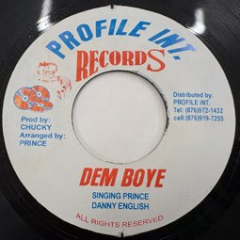 PROFILE INT.
RECORDS
Prod by:
CHUCKY
Arranged by:
PRINCE
Distributed by:
PROFILE INT.
Tel: (876)972-1432
cell:(876)919-7255
DEM BOYE
SINGING PRINCE
DANNY ENGLISH
ALL RIGHTS RESERVED